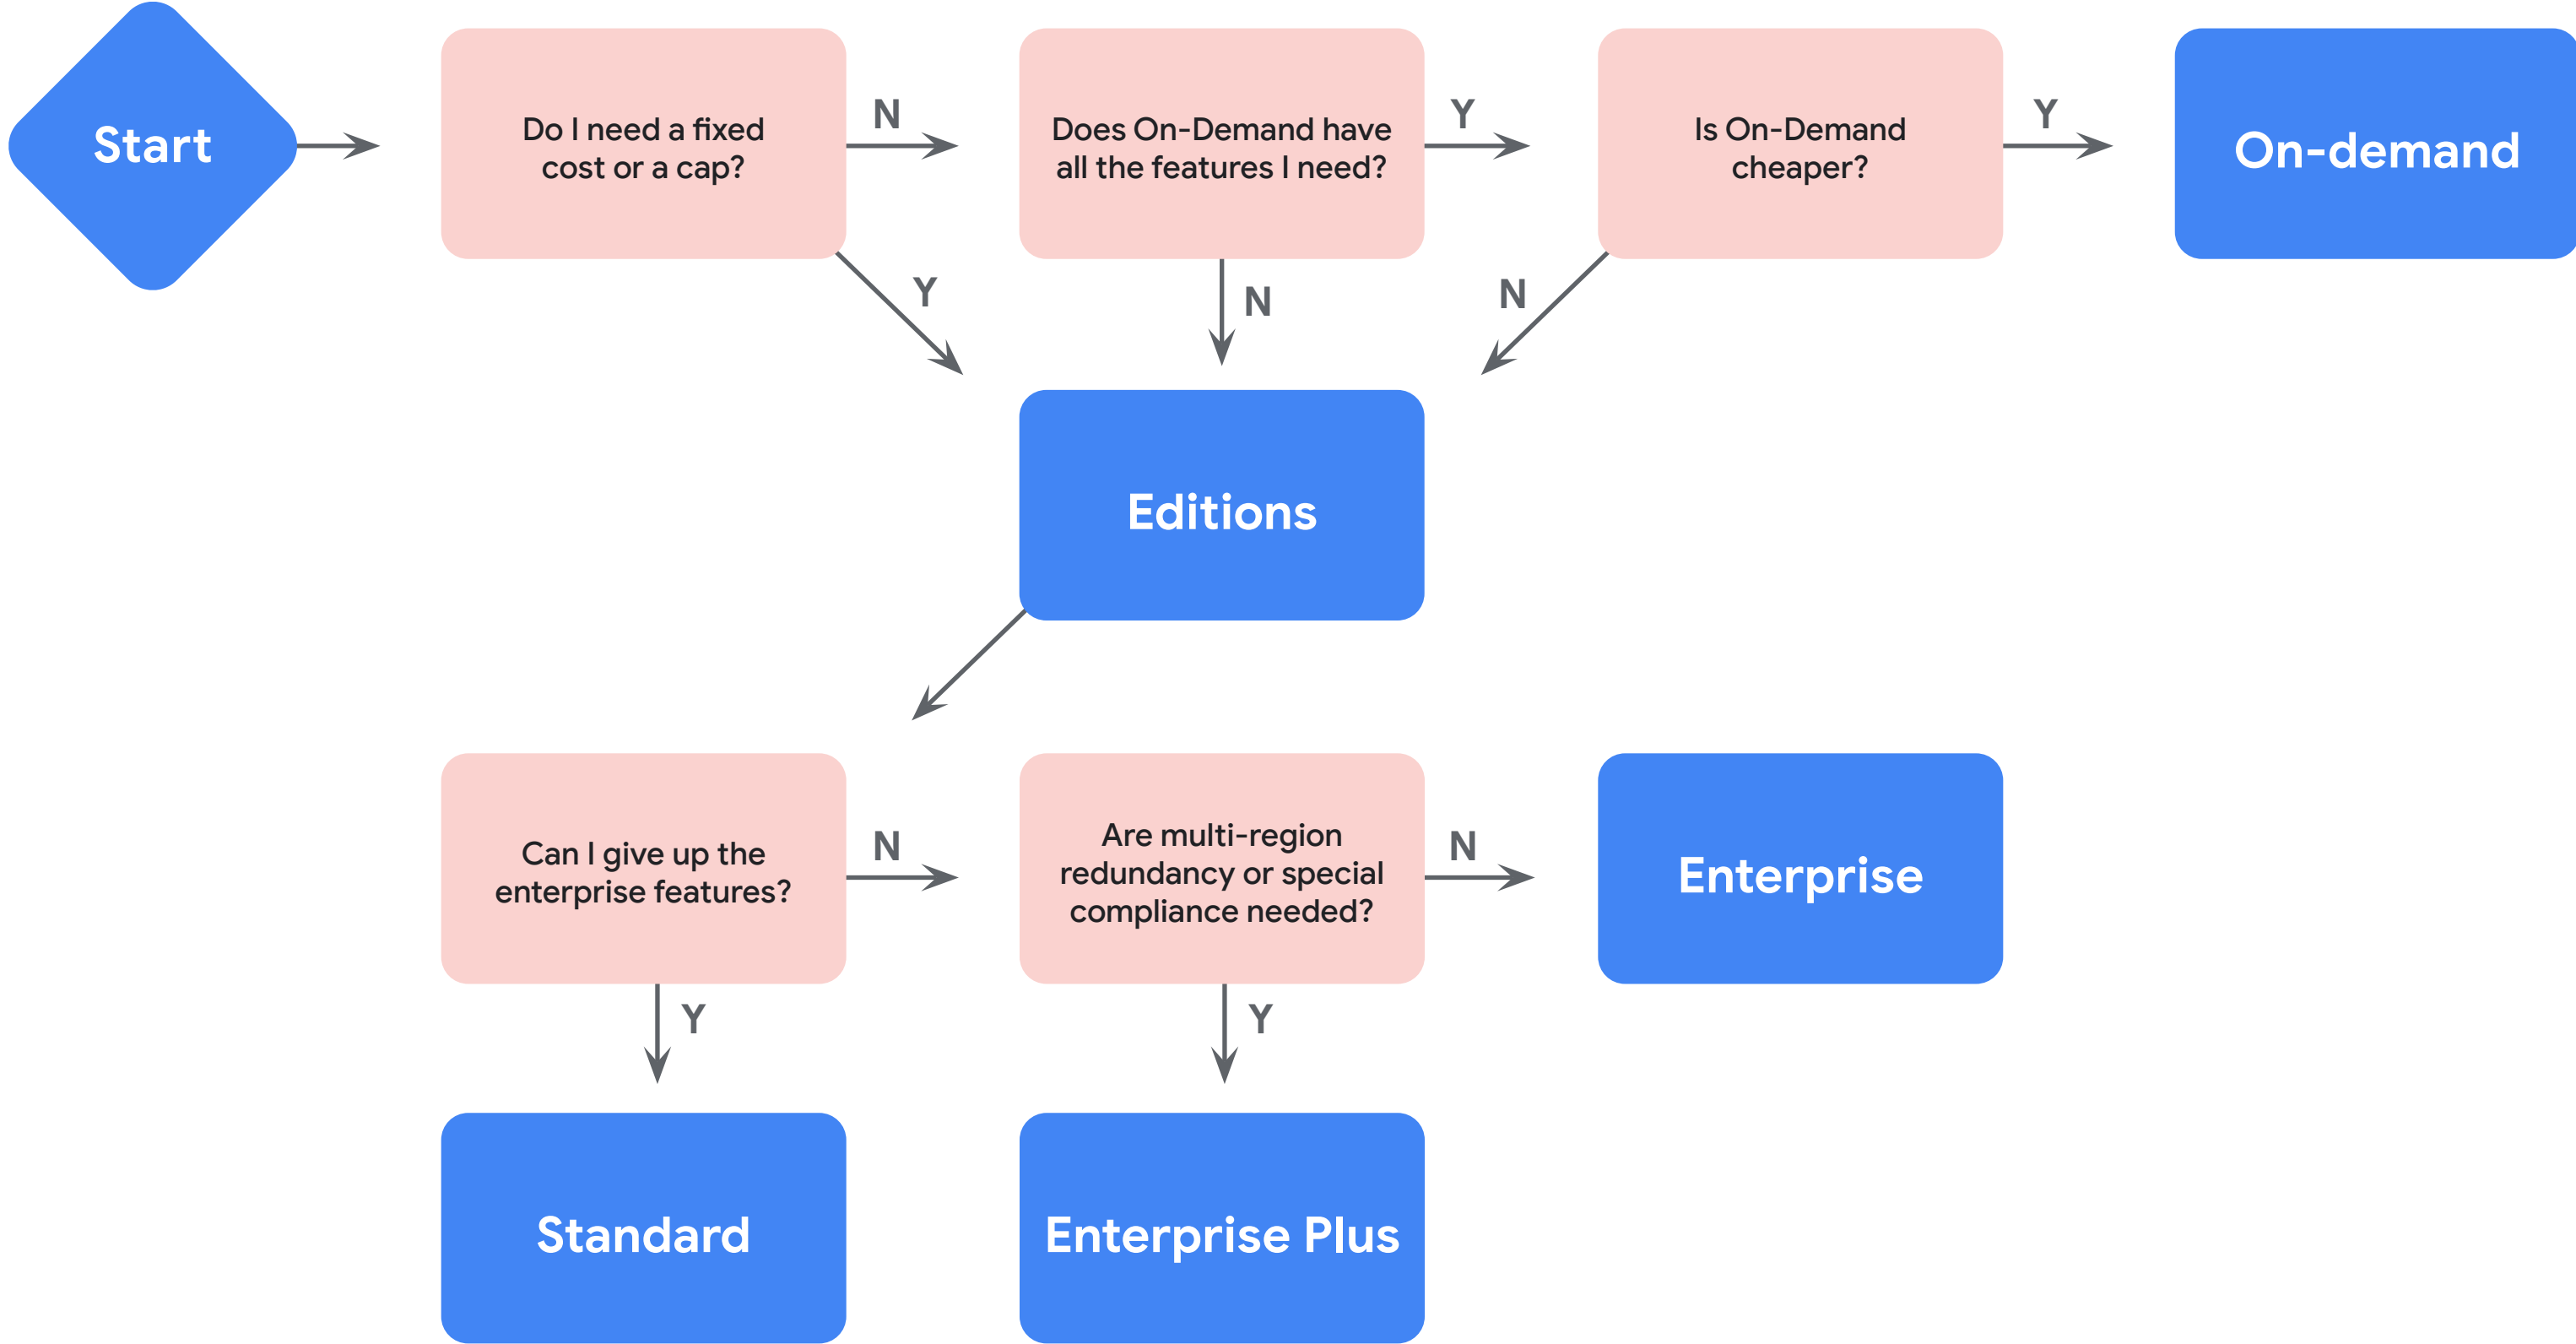 Start
Do I need a fixed
cost or a cap?
N
Does On-Demand have
all the features I need?
Y
Is On-Demand
cheaper?
Y
On-demand
Y
N
N
Editions
Can I give up the
enterprise features?
N
Are multi-region
redundancy or special
compliance needed?
N
Enterprise
Y
Y
Standard
Enterprise Plus